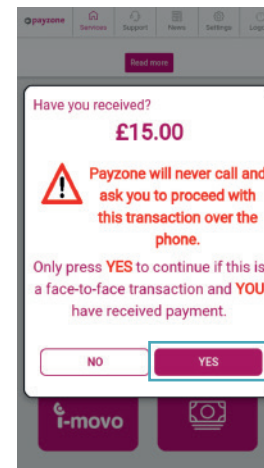 payzone
Services Support News Settings Logo
Read more
Have you received?
£15.00
Payzone will never call and
ask you to proceed with
this transaction over the
phone.
Only press YES to continue if this is
a face-to-face transaction and YOU
have received payment.
NO YES
i-movo